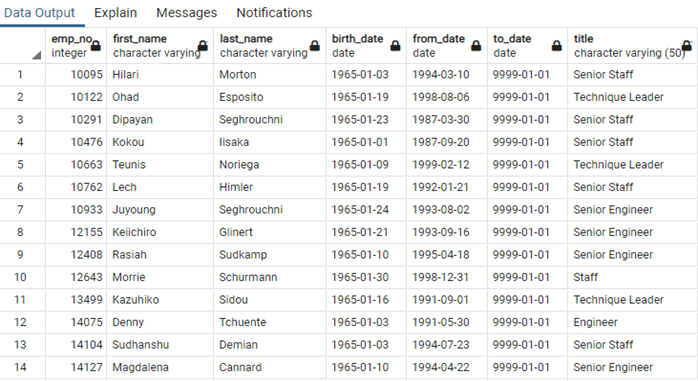 Data Output Explain Messages Notifications
emp_no first_name last_name birth_date from_date to_date title
integer character varying character varying date date date character varying (50)
1 10095 Hilari Morton 1965-01-03 1994-03-10 9999-01-01 Senior Staff
2 10122 Ohad Esposito 1965-01-19 1998-08-06 9999-01-01 Technique Leader
3 10291 Dipayan Seghrouchni 1965-01-23 1987-03-30 9999-01-01 Senior Staff
4 10476 Kokou Iisaka 1965-01-01 1987-09-20 9999-01-01 Senior Staff
5 10663 Teunis Noriega 1965-01-09 1999-02-12 9999-01-01 Technique Leader
6 10762 Lech Himler 1965-01-19 1992-01-21 9999-01-01 Senior Staff
7 10933 Juyoung Seghrouchni 1965-01-24 1993-08-02 9999-01-01 Senior Engineer
8 12155 Keiichiro Glinert 1965-01-21 1993-09-16 9999-01-01 Senior Engineer
9 12408 Rasiah Sudkamp 1965-01-10 1995-04-18 9999-01-01 Senior Engineer
10 12643 Morrie Schurmann 1965-01-30 1998-12-31 9999-01-01 Staff
11 13499 Kazuhiko Sidou 1965-01-16 1991-09-01 9999-01-01 Technique Leader
12 14075 Denny Tchuente 1965-01-03 1991-05-30 9999-01-01 Engineer
13 14104 Sudhanshu Demian 1965-01-03 1994-07-23 9999-01-01 Senior Staff
14 14127 Magdalena Cannard 1965-01-10 1994-04-22 9999-01-01 Senior Engineer